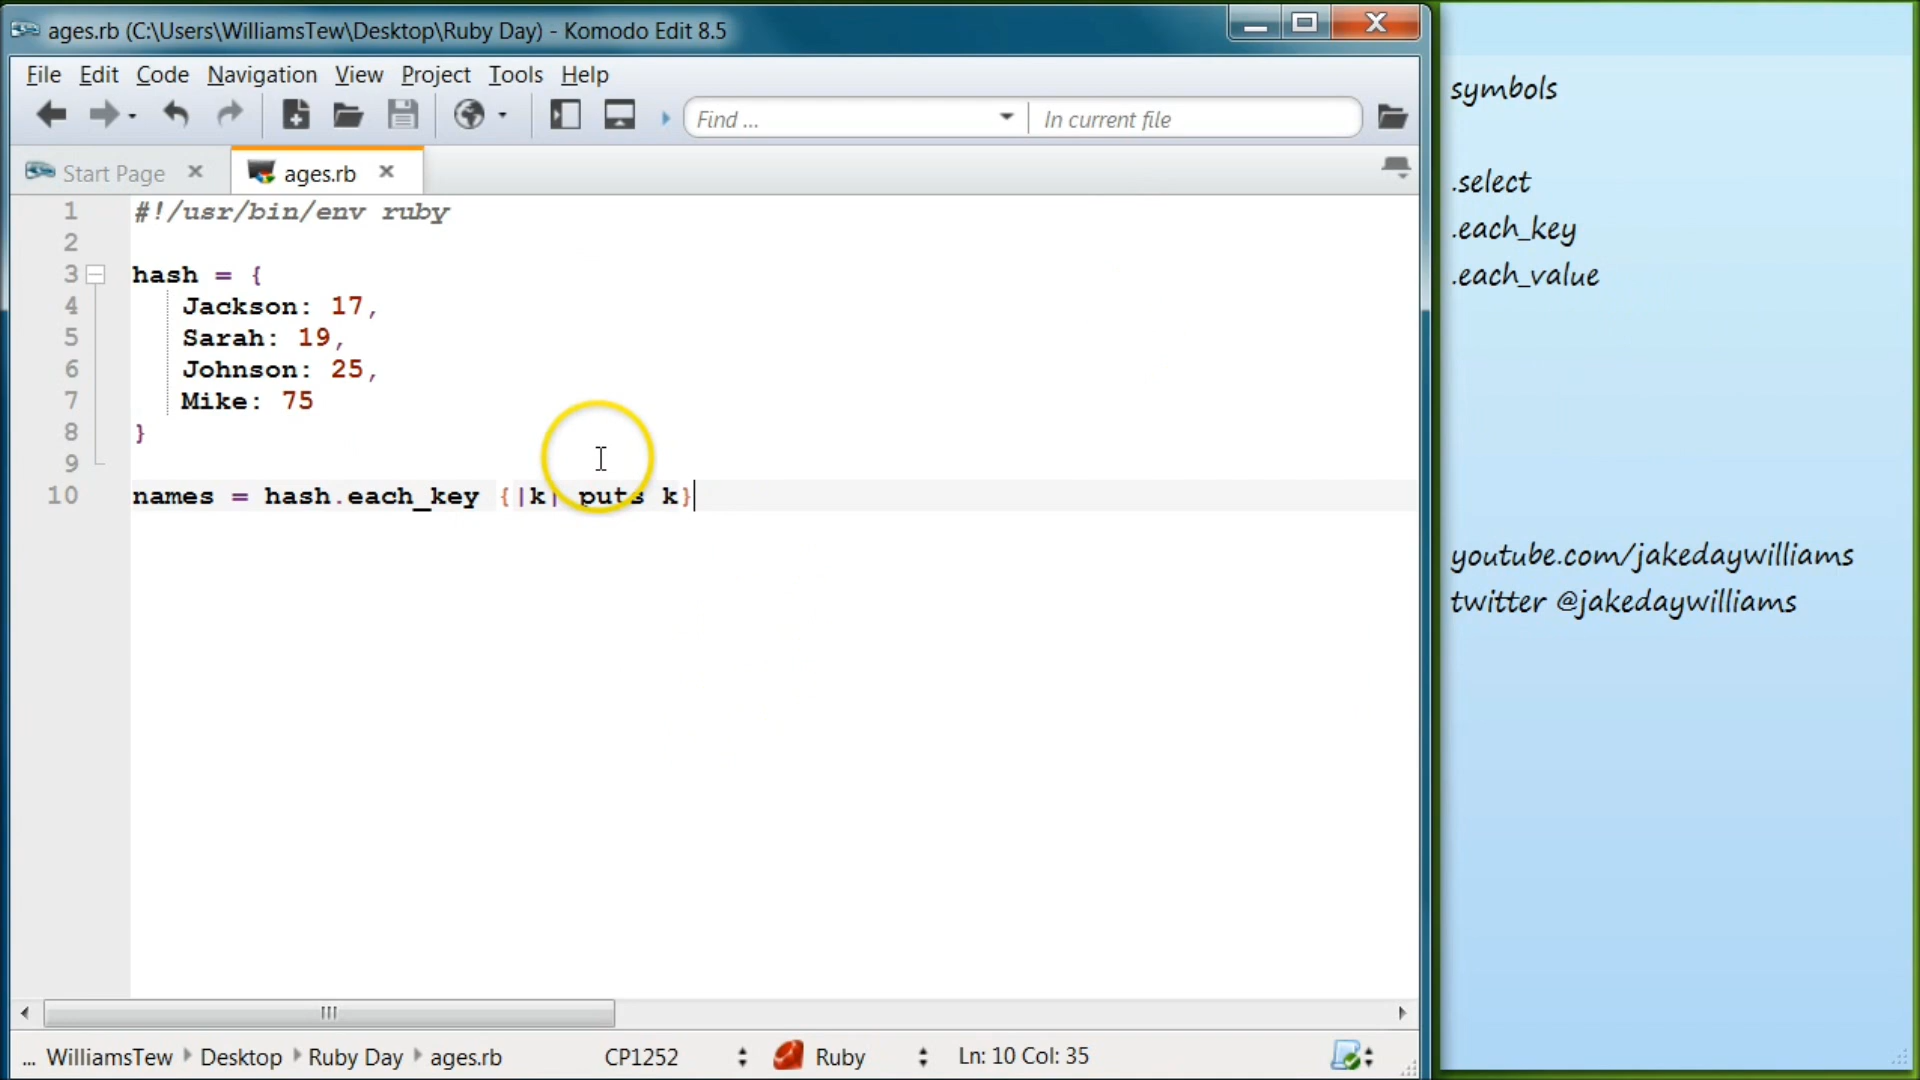 ages.rb (C:\Users\WilliamsTew\Desktop\Ruby Day) - Komodo Edit 8.5
File Edit Code Navigation View Project Tools Help
Find ... In current file
Start Page ages.rb
1 #!/usr/bin/env ruby
2
3 hash = {
4 Jackson: 17,
5 Sarah: 19,
6 Johnson: 25,
7 Mike: 75
8 }
9
10 names = hash.each_key {|k| puts k}
... WilliamsTew Desktop Ruby Day ages.rb CP1252 Ruby Ln: 10 Col: 35
symbols
.select
.each_key
.each_value
youtube.com/jakedaywilliams
twitter @jakedaywilliams